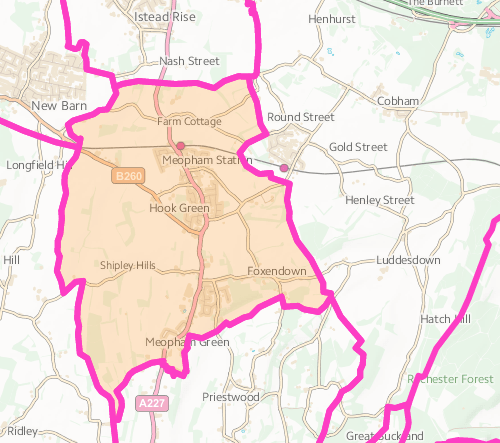 The Burnett
Istead Rise
Henhurst
Nash Street
New Barn
Cobham
Farm Cottage
Round Street
Gold Street
Meopham Station
Longfield Hill
B260
Hook Green
Henley Street
Hill
Shipley Hills
Foxendown
Luddesdown
Hatch Hill
Meopham Green
Rochester Forest
Priestwood
A227
Ridley
Great Buckland